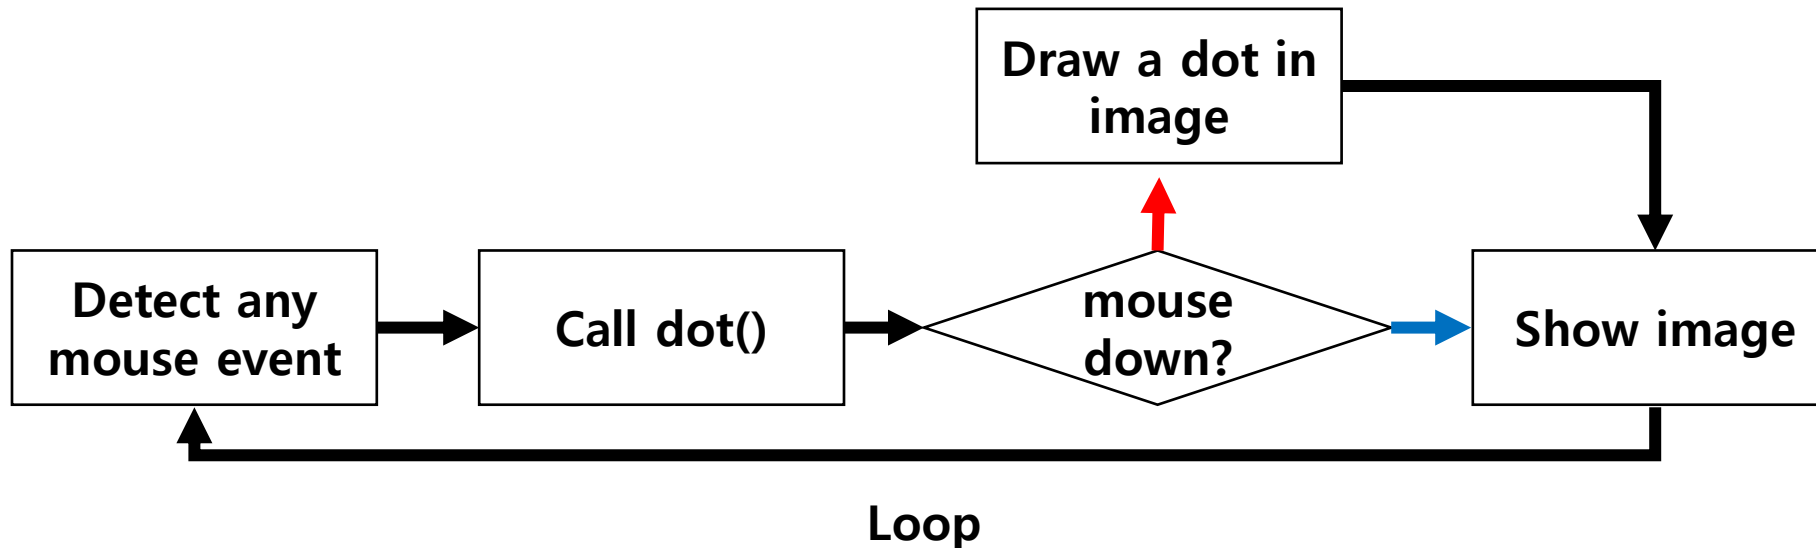 Draw a dot in
image
Detect any
mouse event
Call dot()
mouse
down?
Show image
Loop